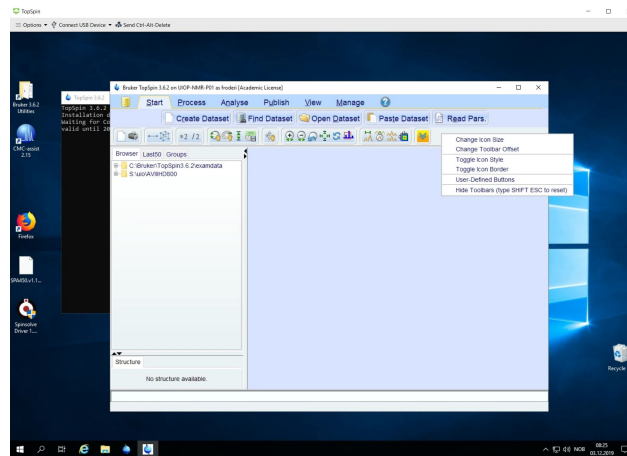 TopSpin
Options Connect USB Device Send Ctrl-Alt-Delete
Bruker 3.6.2
Utilities
CMC-assist
2.15
Firefox
SPA450.v1.1...
Spinsolve
Driver 1....
TopSpin 3.6.2
TopSpin 3.6.2
Installation d
Waiting for Co
valid until 20
Bruker TopSpin 3.6.2 on UIOP-NMR-P01 as froderi [Academic License]
Start Process Analyse Publish View Manage
Create Dataset Find Dataset Open Dataset Paste Dataset Read Pars.
*2 /2
Browser Last50 Groups
C:\Bruker\TopSpin3.6.2\examdata
S:\uio\AVIIIHD800
Change Icon Size
Change Toolbar Offset
Toggle Icon Style
Toggle Icon Border
User-Defined Buttons
Hide Toolbars (type SHIFT ESC to reset)
Structure
No structure available.
Recycle
NOB
08:25
03.12.2019